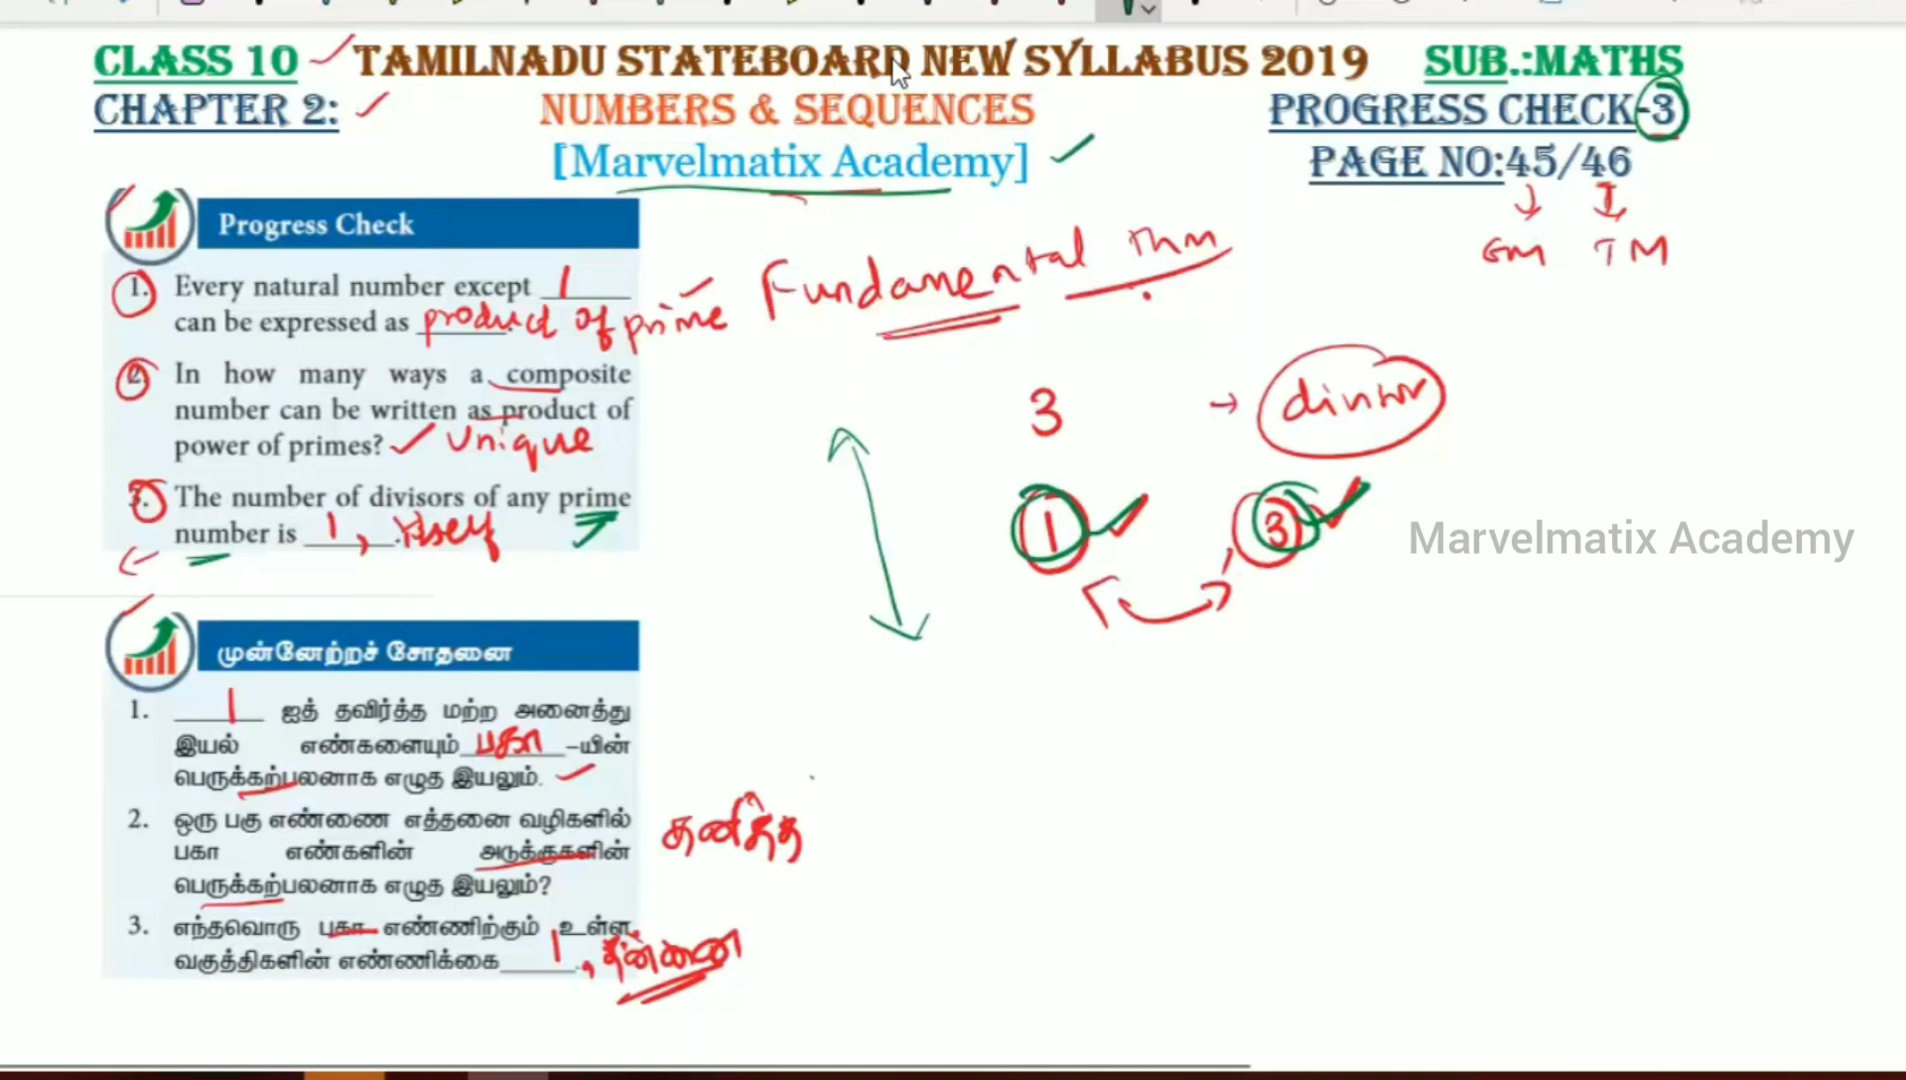 CLASS 10 TAMILNADU STATEBOARD NEW SYLLABUS 2019 SUB.:MATHS
CHAPTER 2: NUMBERS & SEQUENCES PROGRESS CHECK-3
[Marvelmatix Academy] PAGE NO:45/46
EM TM
Progress Check
1. Every natural number except 1
can be expressed as product of prime
Fundamental Thm
2. In how many ways a composite
number can be written as product of
power of primes? unique
3. The number of divisors of any prime
number is 1, itself
3 → divisor
1 3
Marvelmatix Academy
முன்னேற்றச் சோதனை
1. 1 ஐத் தவிர்த்த மற்ற அனைத்து
இயல் எண்களையும் பகா -யின்
பெருக்கற்பலனாக எழுத இயலும்.
2. ஒரு பகு எண்ணை எத்தனை வழிகளில்
பகா எண்களின் அடுக்குகளின்
பெருக்கற்பலனாக எழுத இயலும்?
தனித்த
3. எந்தவொரு பகா எண்ணிற்கும் உள்ள
வகுத்திகளின் எண்ணிக்கை 1, தன்னை